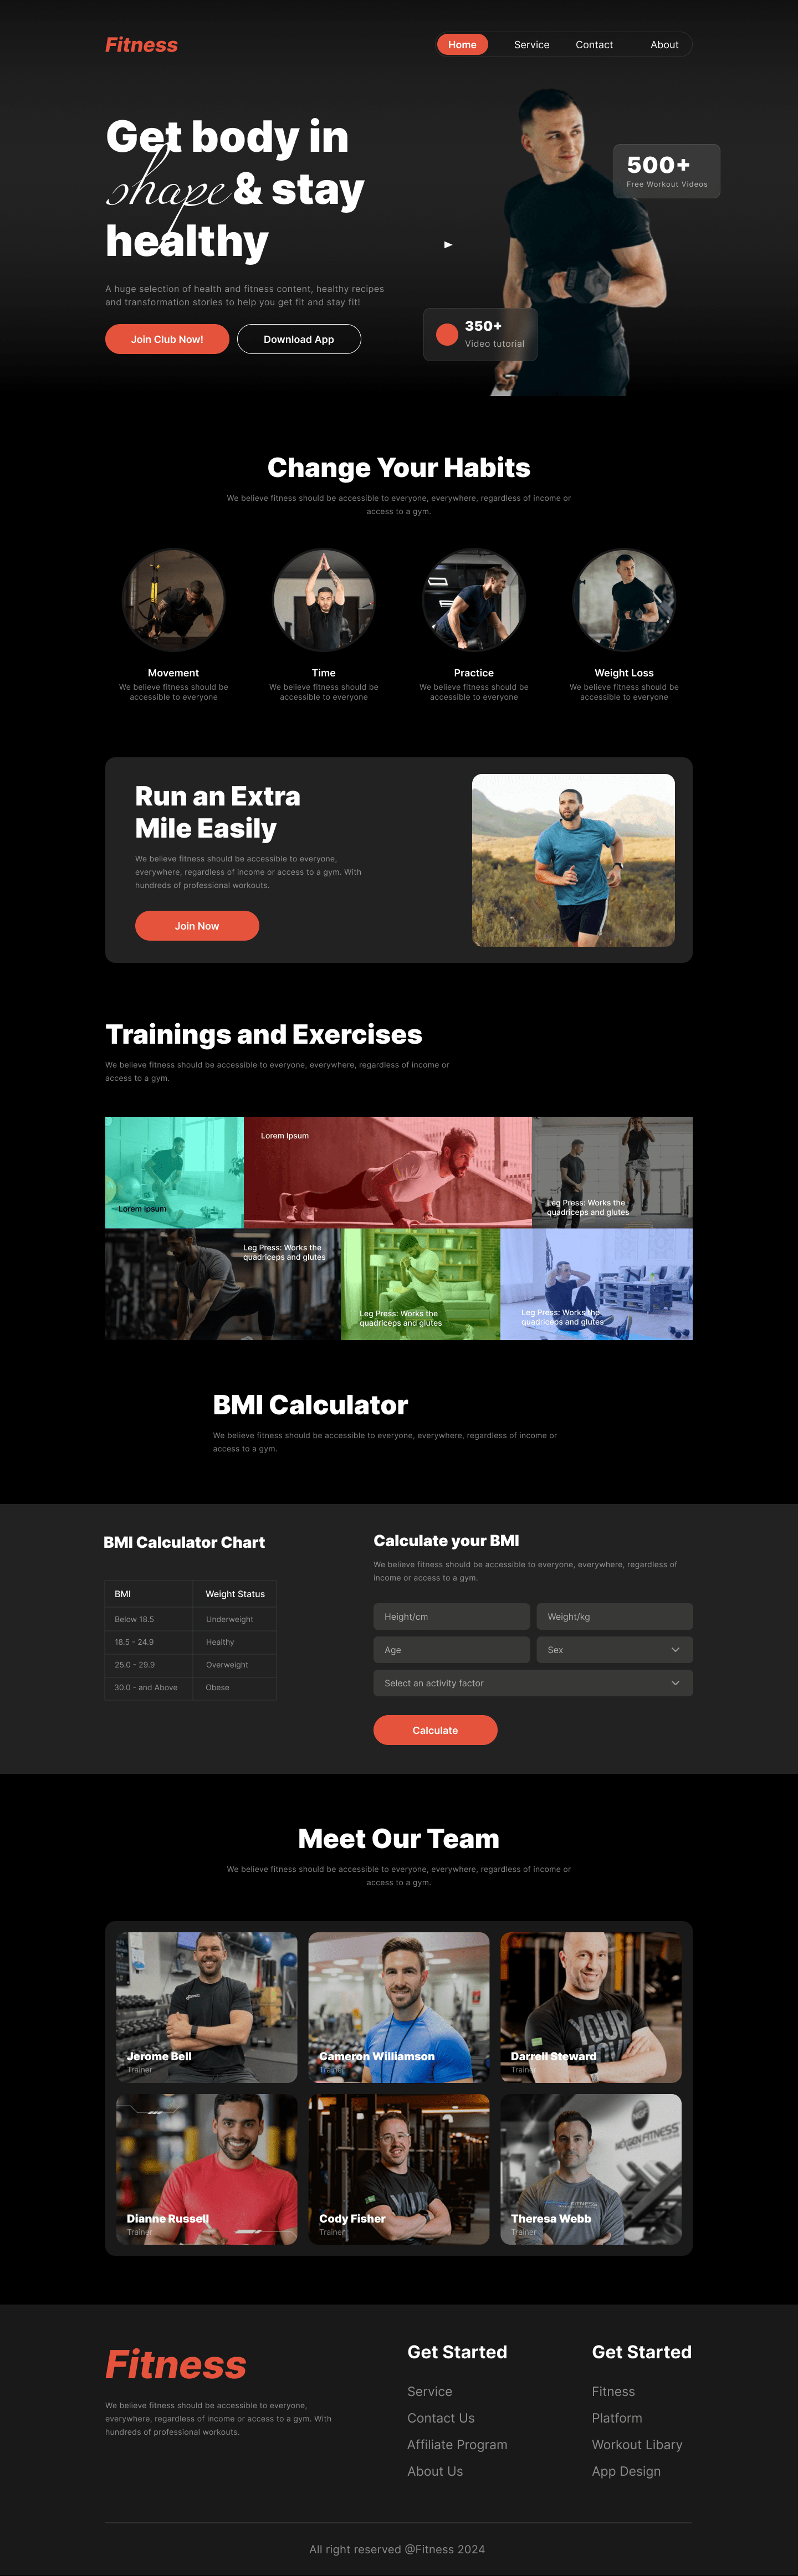 Fitness
Home Service Contact About
Get body in
shape & stay
healthy
500+
Free Workout Videos
A huge selection of health and fitness content, healthy recipes
and transformation stories to help you get fit and stay fit!
350+
Video tutorial
Join Club Now! Download App
Change Your Habits
We believe fitness should be accessible to everyone, everywhere, regardless of income or
access to a gym.
Movement
We believe fitness should be
accessible to everyone
Time
We believe fitness should be
accessible to everyone
Practice
We believe fitness should be
accessible to everyone
Weight Loss
We believe fitness should be
accessible to everyone
Run an Extra
Mile Easily
We believe fitness should be accessible to everyone,
everywhere, regardless of income or access to a gym. With
hundreds of professional workouts.
Join Now
Trainings and Exercises
We believe fitness should be accessible to everyone, everywhere, regardless of income or
access to a gym.
Lorem Ipsum
Lorem Ipsum
Leg Press: Works the
quadriceps and glutes
Leg Press: Works the
quadriceps and glutes
Leg Press: Works the
quadriceps and glutes
Leg Press: Works the
quadriceps and glutes
BMI Calculator
We believe fitness should be accessible to everyone, everywhere, regardless of income or
access to a gym.
BMI Calculator Chart
BMI Weight Status
Below 18.5 Underweight
18.5 - 24.9 Healthy
25.0 - 29.9 Overweight
30.0 - and Above Obese
Calculate your BMI
We believe fitness should be accessible to everyone, everywhere, regardless of
income or access to a gym.
Height/cm Weight/kg
Age Sex
Select an activity factor
Calculate
Meet Our Team
We believe fitness should be accessible to everyone, everywhere, regardless of income or
access to a gym.
Jerome Bell
Trainer
Cameron Williamson
Trainer
YOUR
Darrell Steward
Trainer
Dianne Russell
Trainer
YOU
Cody Fisher
Trainer
FITNESS
Theresa Webb
Trainer
Fitness
We believe fitness should be accessible to everyone,
everywhere, regardless of income or access to a gym. With
hundreds of professional workouts.
Get Started
Service
Contact Us
Affiliate Program
About Us
Get Started
Fitness
Platform
Workout Libary
App Design
All right reserved @Fitness 2024